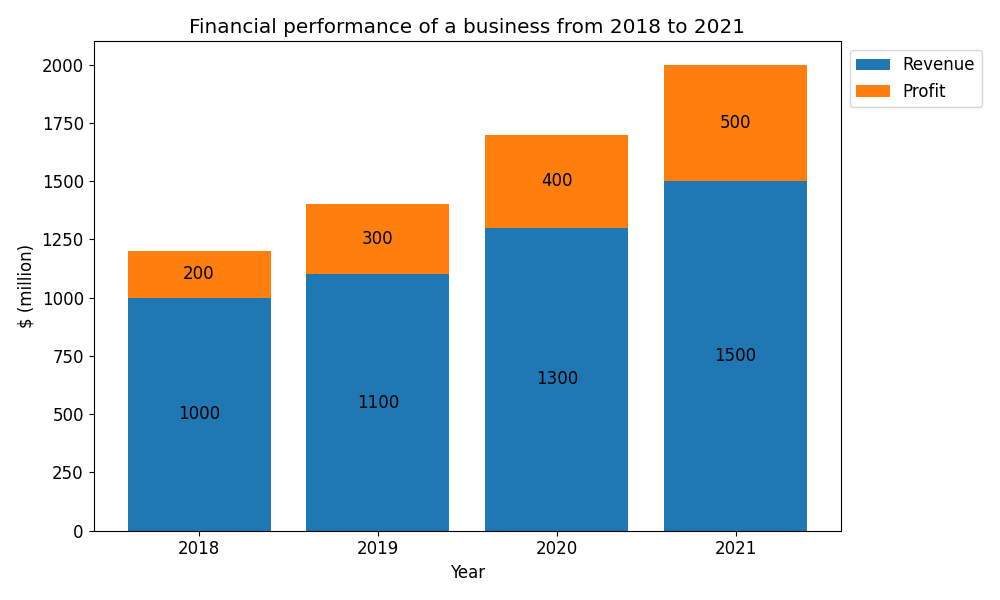 Financial performance of a business from 2018 to 2021
Revenue
Profit
2000
1750
1500
1250
1000
750
500
250
0
$ (million)
200
300
400
500
1000
1100
1300
1500
2018 2019 2020 2021
Year